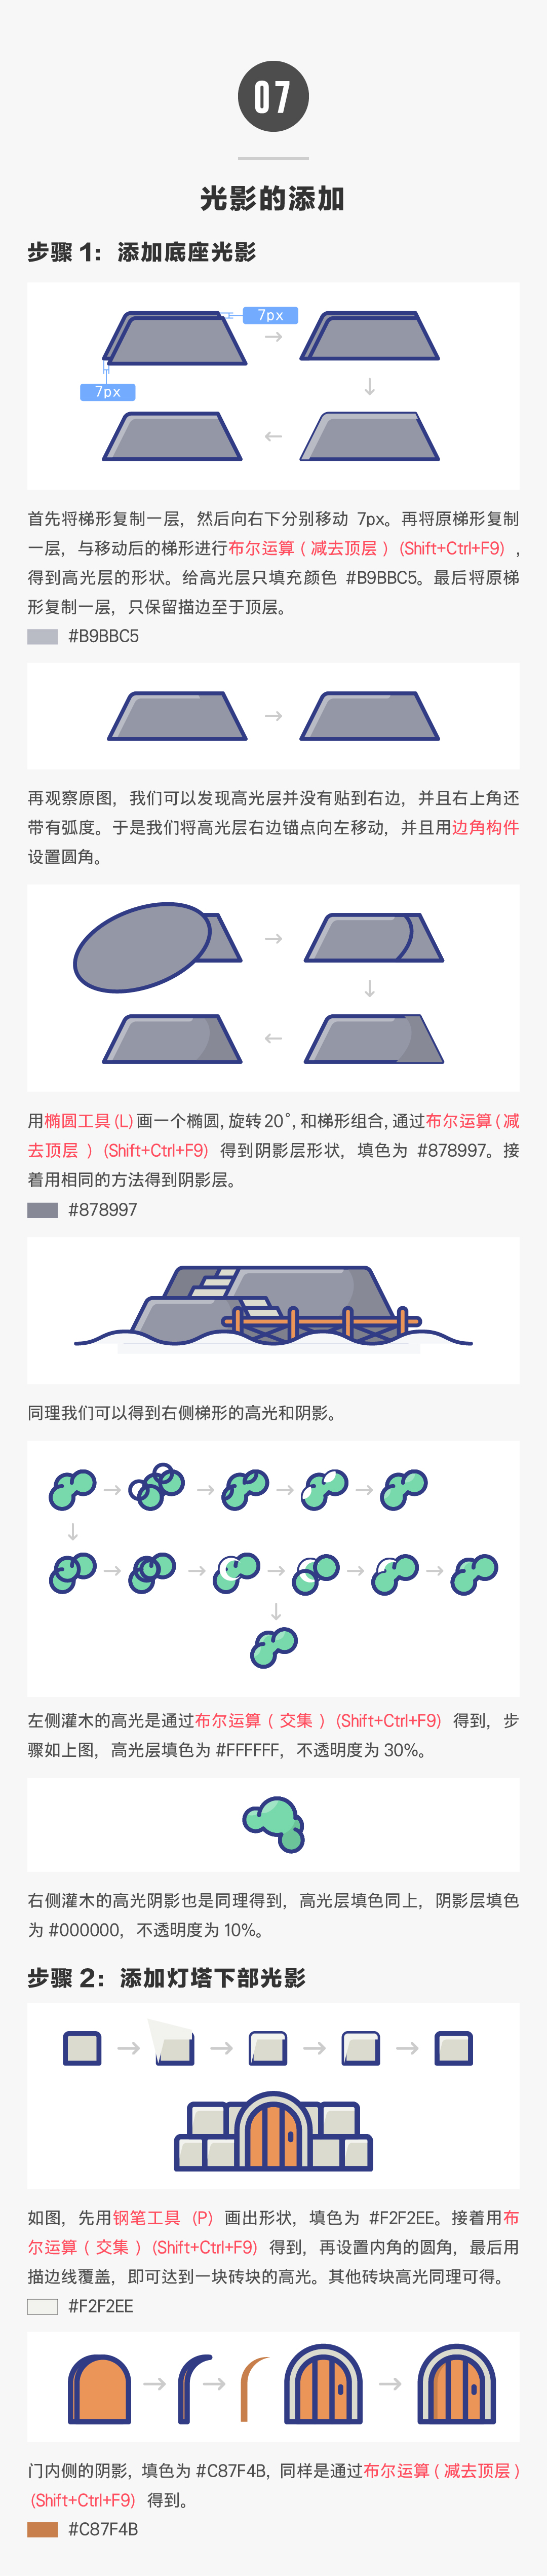 07
光影的添加
步骤 1：添加底座光影
7px
7px
首先将梯形复制一层，然后向右下分别移动 7px。再将原梯形复制
一层，与移动后的梯形进行布尔运算（减去顶层）(Shift+Ctrl+F9)，
得到高光层的形状。给高光层只填充颜色 #B9BBC5。最后将原梯
形复制一层，只保留描边至于顶层。
#B9BBC5
再观察原图，我们可以发现高光层并没有贴到右边，并且右上角还
带有弧度。于是我们将高光层右边锚点向左移动，并且用边角构件
设置圆角。
用椭圆工具(L)画一个椭圆,旋转20°,和梯形组合,通过布尔运算(减
去顶层 ）(Shift+Ctrl+F9) 得到阴影层形状，填色为 #878997。接
着用相同的方法得到阴影层。
#878997
同理我们可以得到右侧梯形的高光和阴影。
左侧灌木的高光是通过布尔运算（ 交集 ）(Shift+Ctrl+F9) 得到，步
骤如上图，高光层填色为 #FFFFFF，不透明度为 30%。
右侧灌木的高光阴影也是同理得到，高光层填色同上，阴影层填色
为 #000000，不透明度为 10%。
步骤 2：添加灯塔下部光影
如图，先用钢笔工具 (P) 画出形状，填色为 #F2F2EE。接着用布
尔运算（ 交集 ）(Shift+Ctrl+F9) 得到，再设置内角的圆角，最后用
描边线覆盖，即可达到一块砖块的高光。其他砖块高光同理可得。
#F2F2EE
门内侧的阴影，填色为 #C87F4B，同样是通过布尔运算（减去顶层）
(Shift+Ctrl+F9) 得到。
#C87F4B